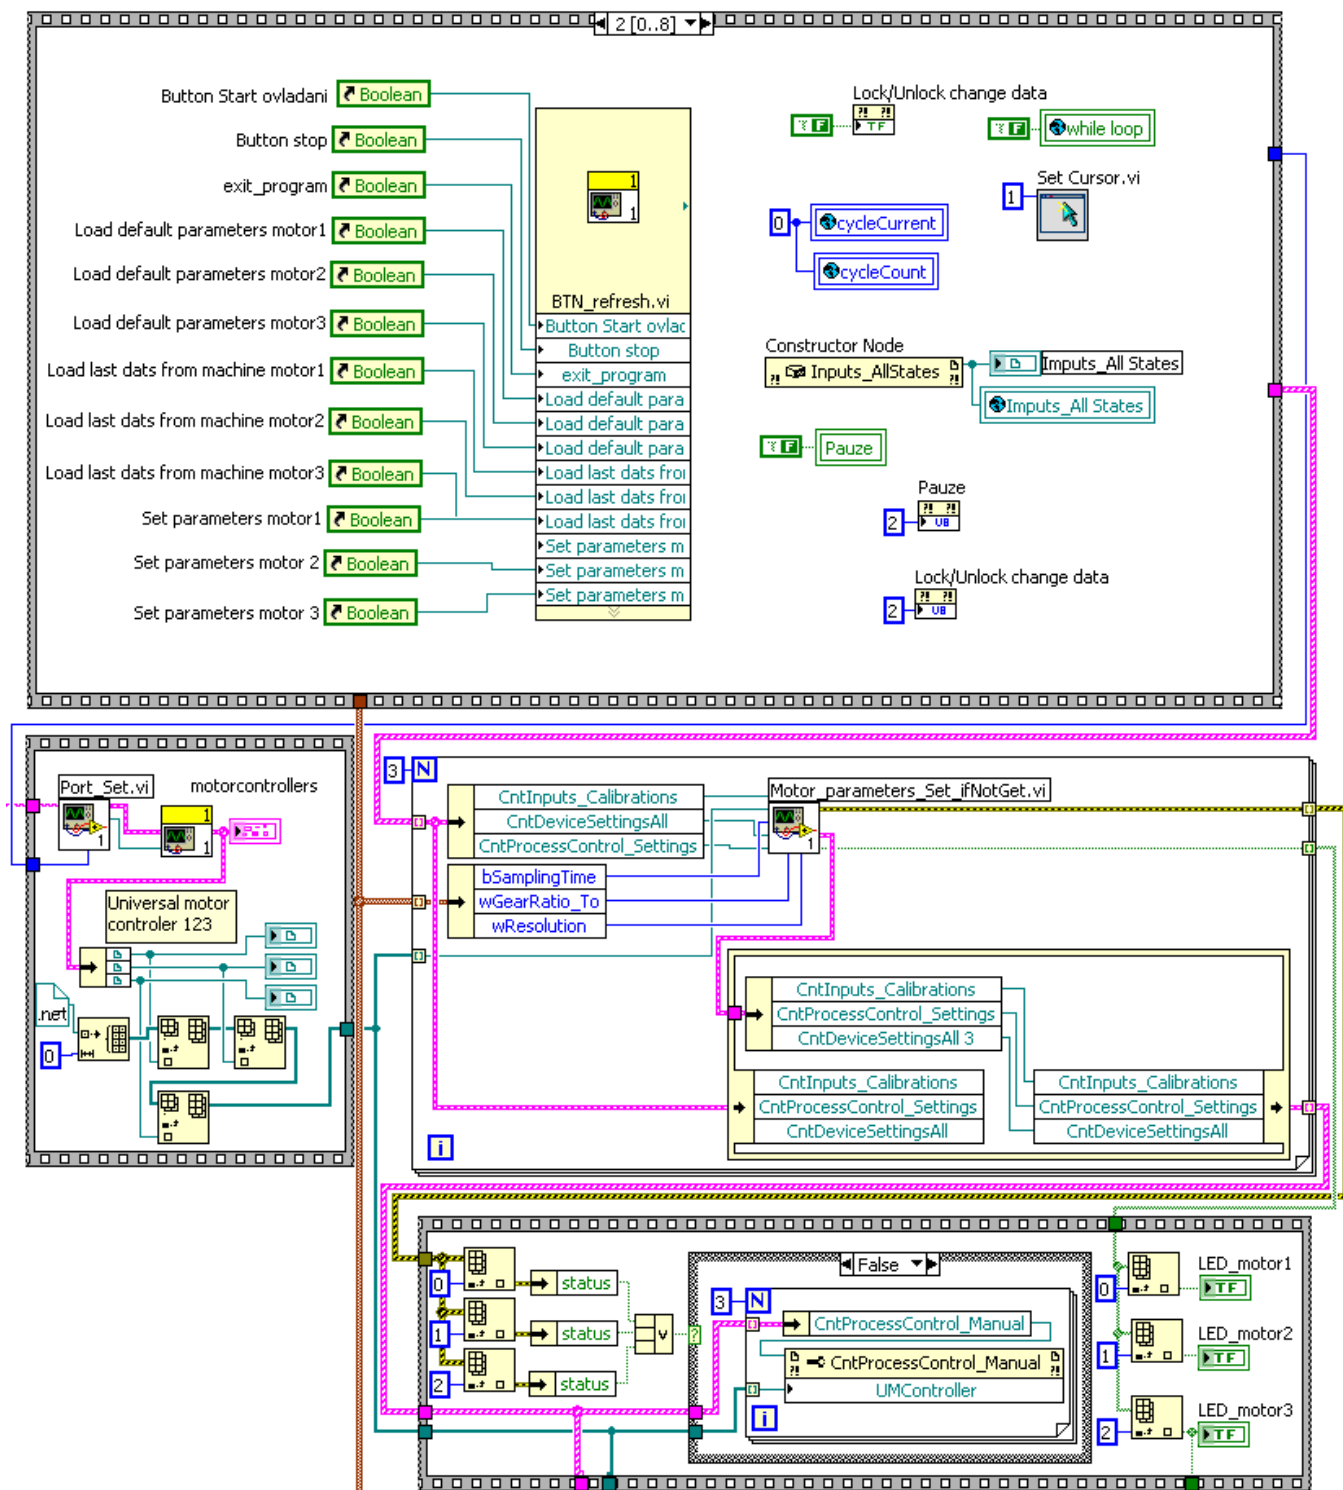 2 [0..8]
Button Start ovladani
Boolean
Button stop
Boolean
exit_program
Boolean
Load default parameters motor1
Boolean
Load default parameters motor2
Boolean
Load default parameters motor3
Boolean
Load last dats from machine motor1
Boolean
Load last dats from machine motor2
Boolean
Load last dats from machine motor3
Boolean
Set parameters motor1
Boolean
Set parameters motor 2
Boolean
Set parameters motor 3
Boolean
1
1
BTN_refresh.vi
Button Start ovlac
Button stop
exit_program
Load default para
Load default para
Load default para
Load last dats froi
Load last dats froi
Load last dats froi
Set parameters m
Set parameters m
Set parameters m
Lock/Unlock change data
F
TF
F
while loop
Set Cursor.vi
1
0
cycleCurrent
cycleCount
Constructor Node
Inputs_AllStates
Imputs_All States
Imputs_All States
F
Pauze
Pauze
2
U8
Lock/Unlock change data
2
U8
Port_Set.vi
motorcontrollers
1
1
1
Universal motor
controler 123
.net
0
3
N
CntInputs_Calibrations
CntDeviceSettingsAll
CntProcessControl_Settings
Motor_parameters_Set_ifNotGet.vi
1
bSamplingTime
wGearRatio_To
wResolution
CntInputs_Calibrations
CntProcessControl_Settings
CntDeviceSettingsAll 3
CntInputs_Calibrations
CntProcessControl_Settings
CntDeviceSettingsAll
CntInputs_Calibrations
CntProcessControl_Settings
CntDeviceSettingsAll
i
0
status
1
status
2
status
v
?
False
3
N
CntProcessControl_Manual
CntProcessControl_Manual
UMController
i
LED_motor1
0
TF
LED_motor2
1
TF
LED_motor3
2
TF